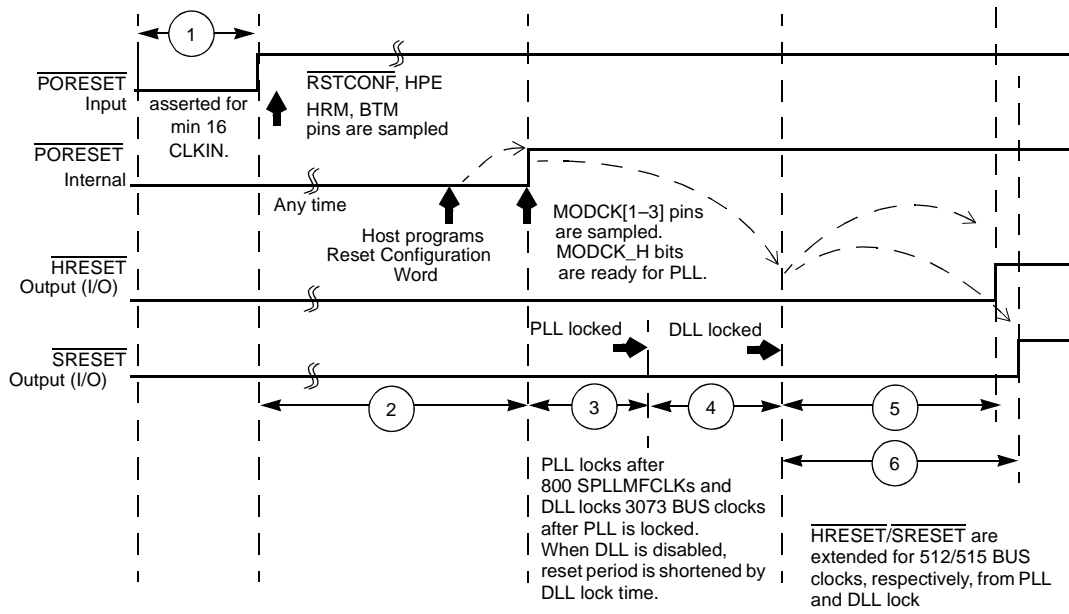 1
PORESET
Input
asserted for
min 16
CLKIN.
RSTCONF, HPE
HRM, BTM
pins are sampled
PORESET
Internal
Any time
Host programs
Reset Configuration
Word
MODCK[1–3] pins
are sampled.
MODCK_H bits
are ready for PLL.
HRESET
Output (I/O)
PLL locked
DLL locked
SRESET
Output (I/O)
2
3
4
5
6
PLL locks after
800 SPLLMFCLKs and
DLL locks 3073 BUS clocks
after PLL is locked.
When DLL is disabled,
reset period is shortened by
DLL lock time.
HRESET/SRESET are
extended for 512/515 BUS
clocks, respectively, from PLL
and DLL lock